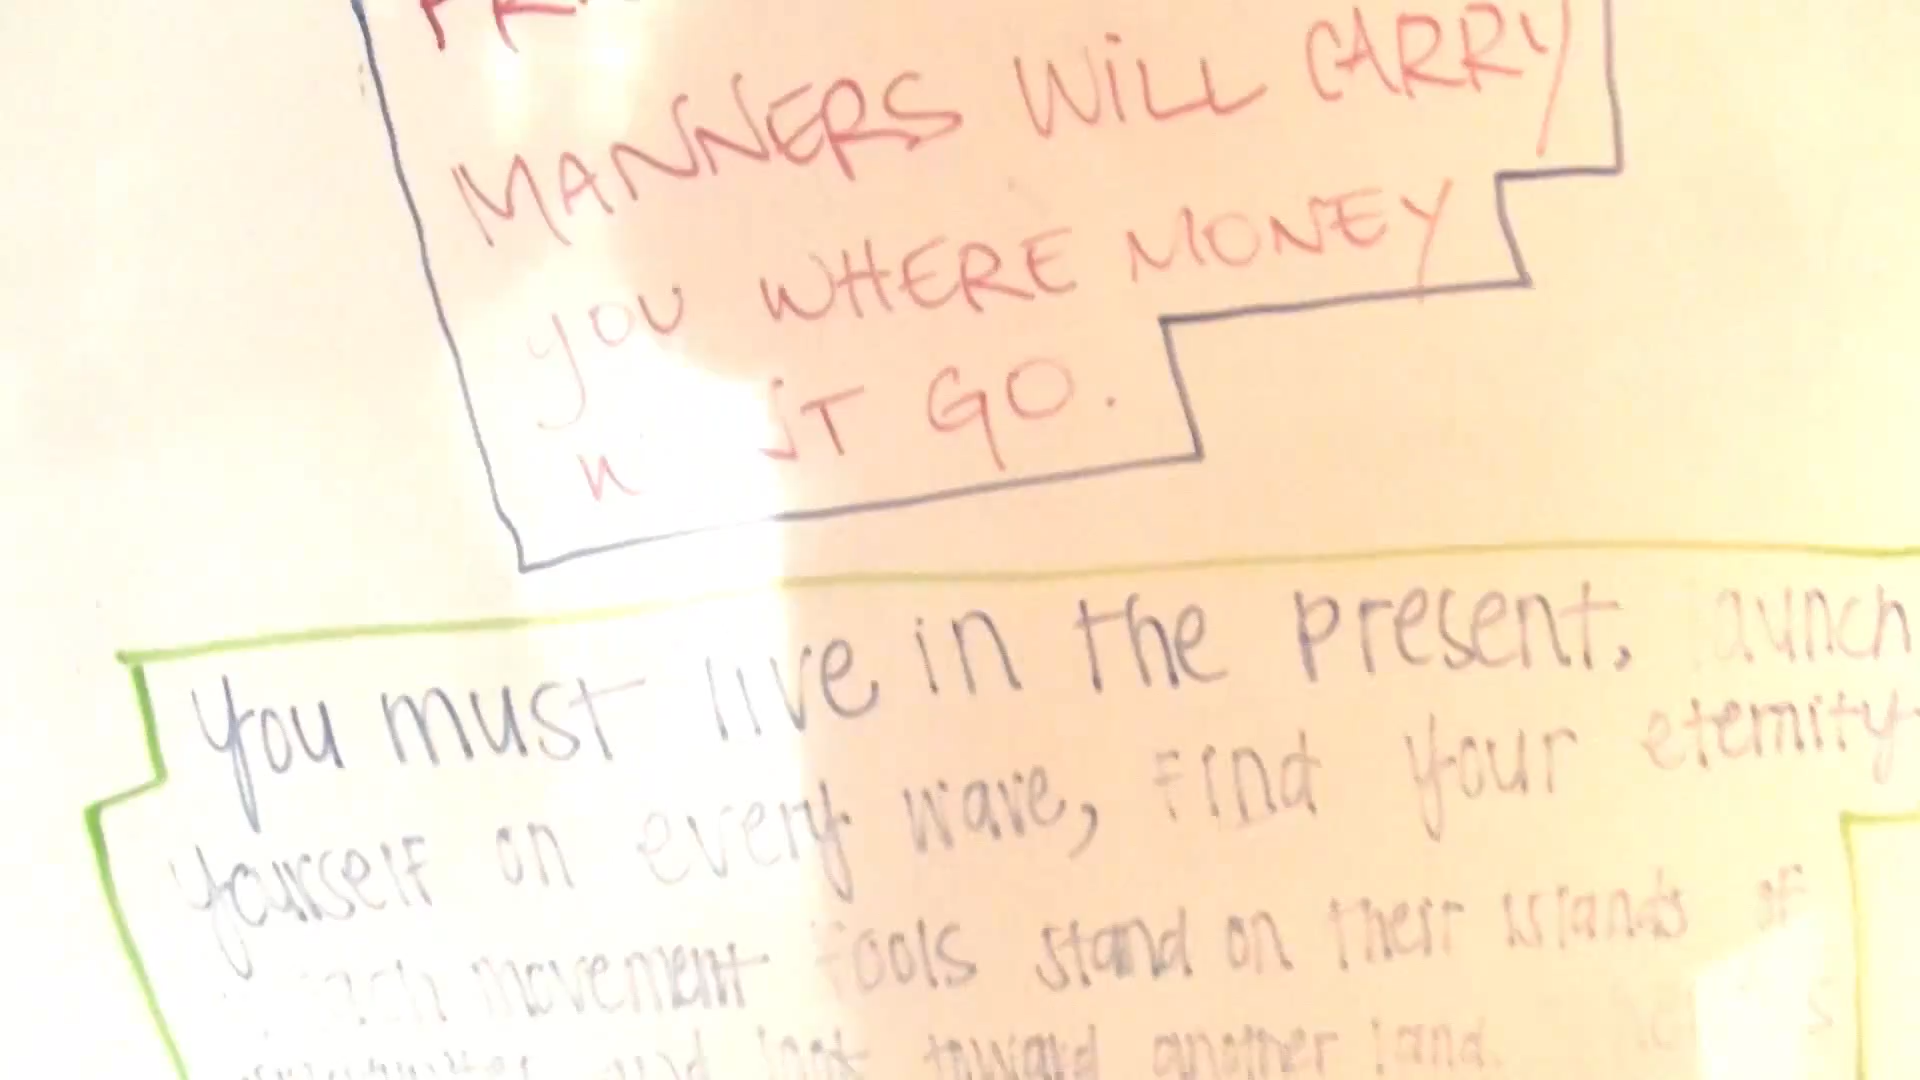 MANNERS WILL CARRY
YOU WHERE MONEY
GO.
You must live in the present,
yourself on every wave, Find your eternity
movement Fools stand on their islands of
toward another land.